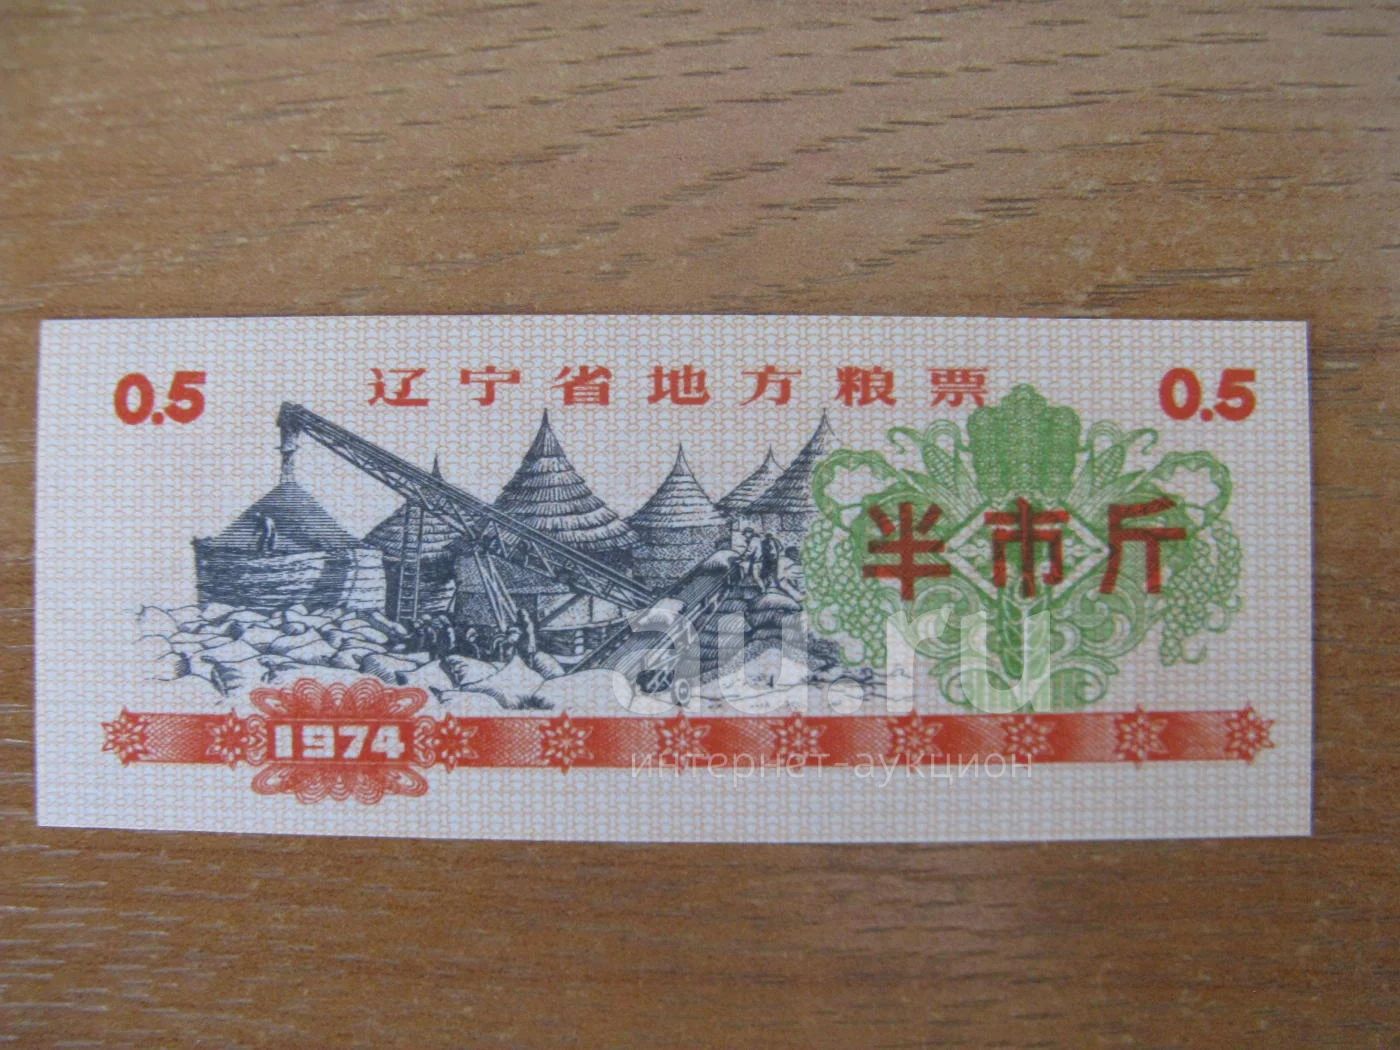 0.5 辽宁省地方粮票 0.5
半市斤
au.ru
1974
интернет-аукцион